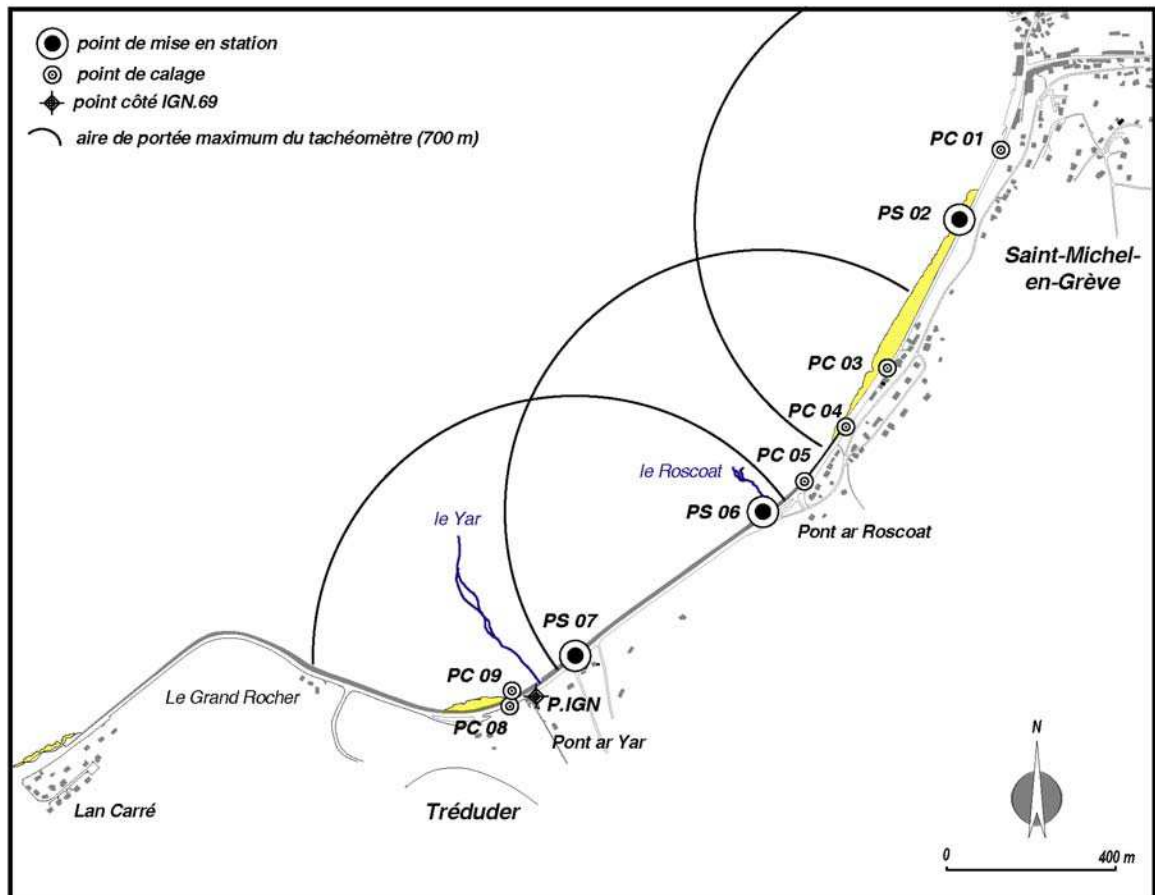 point de mise en station
point de calage
point côté IGN.69
aire de portée maximum du tachéomètre (700 m)
PC 01
PS 02
Saint-Michel-
en-Grève
PC 03
PC 04
PC 05
le Roscoat
PS 06
Pont ar Roscoat
le Yar
PS 07
PC 09
Le Grand Rocher
P.IGN
PC 08
Pont ar Yar
Lan Carré
Tréduder
N
0
400 m